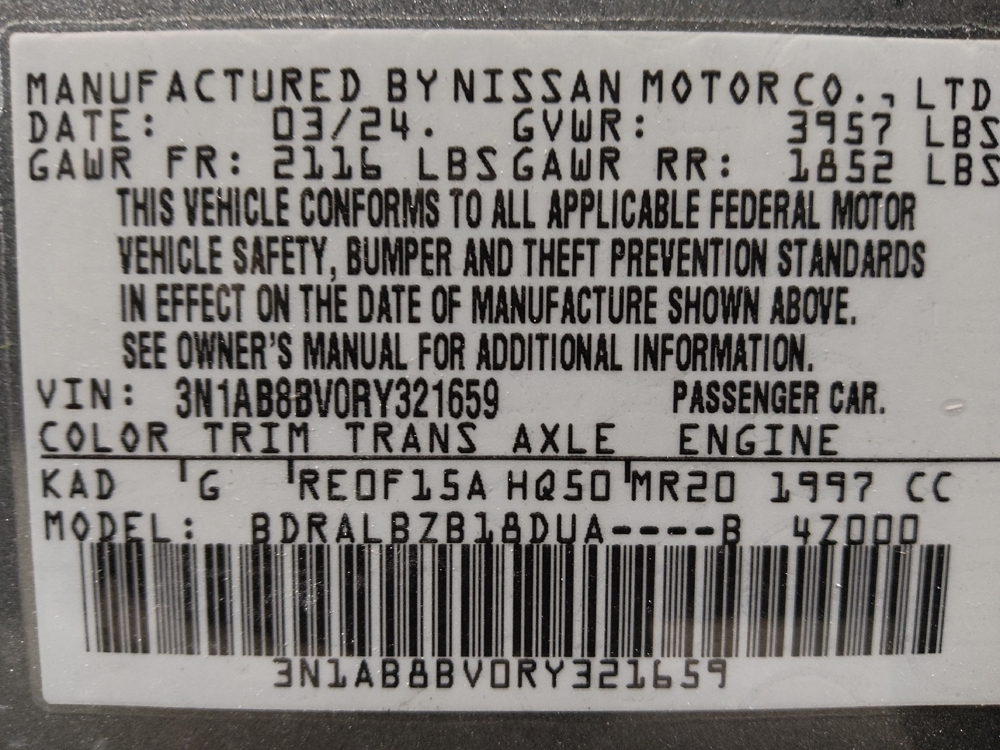 MANUFACTURED BY NISSAN MOTOR CO., LTD
DATE: 03/24. GVWR: 3957 LBS
GAWR FR: 2116 LBS GAWR RR: 1852 LBS
THIS VEHICLE CONFORMS TO ALL APPLICABLE FEDERAL MOTOR
VEHICLE SAFETY, BUMPER AND THEFT PREVENTION STANDARDS
IN EFFECT ON THE DATE OF MANUFACTURE SHOWN ABOVE.
SEE OWNER'S MANUAL FOR ADDITIONAL INFORMATION.
VIN: 3N1AB8BV0RY321659 PASSENGER CAR.
COLOR TRIM TRANS AXLE ENGINE
KAD G RE0F15A HQ50 MR20 1997 CC
MODEL: BDRALBZB18DUA----B 4Z000
3N1AB8BV0RY321659